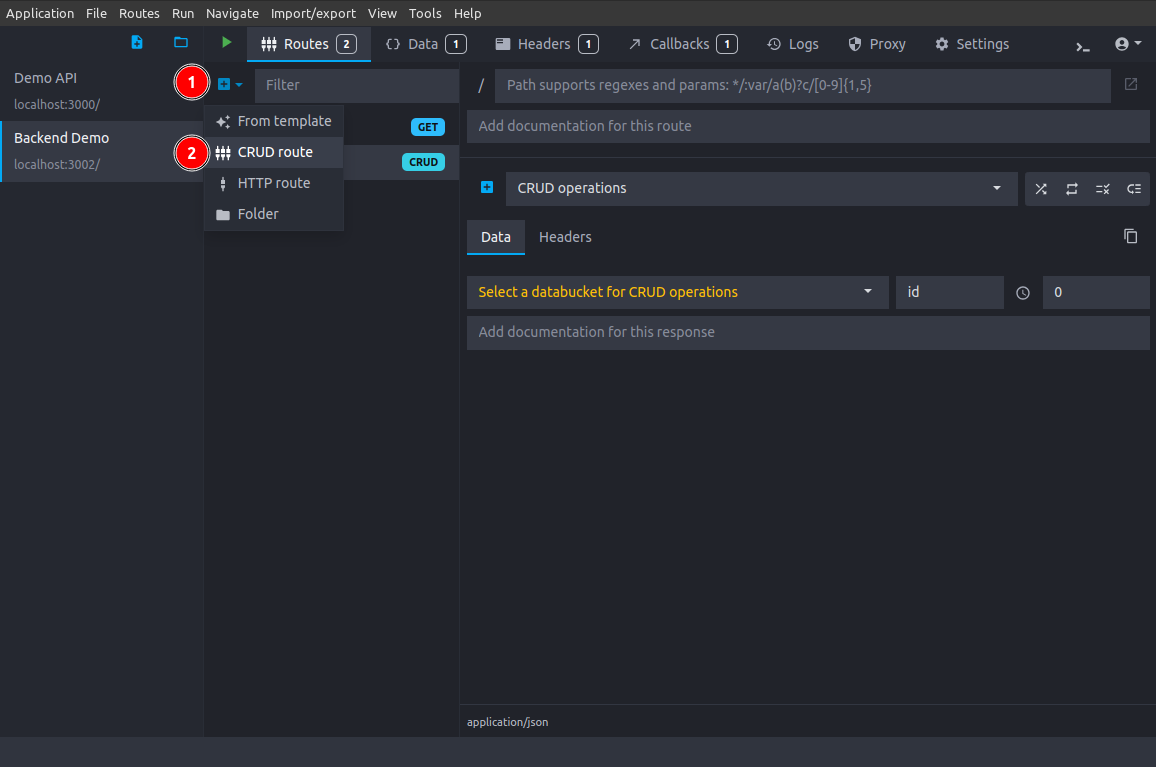 Application File Routes Run Navigate Import/export View Tools Help
Routes 2 Data 1 Headers 1 Callbacks 1 Logs Proxy Settings
Demo API
localhost:3000/
Backend Demo
localhost:3002/
1
Filter
From template
GET
2
CRUD route
CRUD
HTTP route
Folder
/ Path supports regexes and params: */:var/a(b)?c/[0-9]{1,5}
Add documentation for this route
CRUD operations
Data Headers
Select a databucket for CRUD operations id 0
Add documentation for this response
application/json